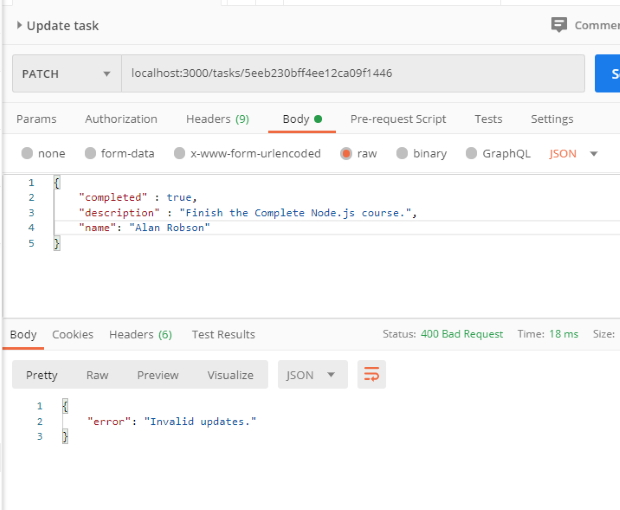 Update task
Comme
PATCH localhost:3000/tasks/5eeb230bff4ee12ca09f1446 S
Params Authorization Headers (9) Body Pre-request Script Tests Settings
none form-data x-www-form-urlencoded raw binary GraphQL JSON
1 {
2 "completed" : true,
3 "description" : "Finish the Complete Node.js course.",
4 "name": "Alan Robson"
5 }
Body Cookies Headers (6) Test Results Status: 400 Bad Request Time: 18 ms Size:
Pretty Raw Preview Visualize JSON
1 {
2 "error": "Invalid updates."
3 }